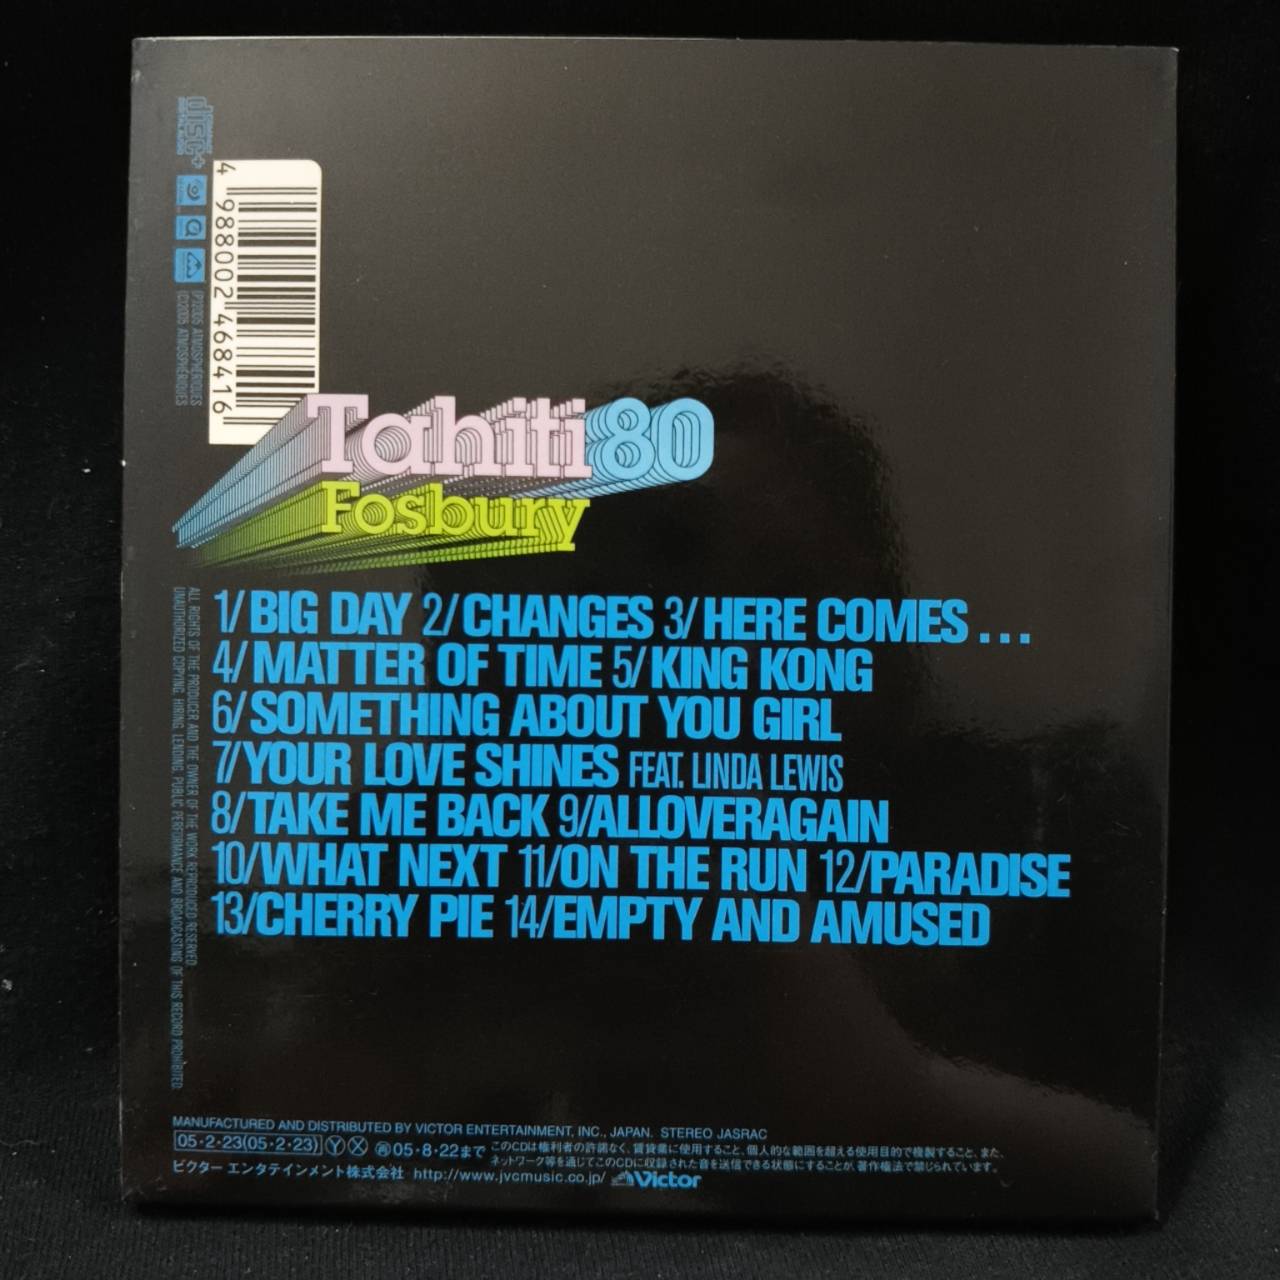 COMPACT
disc+
4 988002 468416
(P)2005 ATMOSPHERIQUES
(C)2005 ATMOSPHERIQUES
Tahiti 80
Fosbury
1/BIG DAY 2/CHANGES 3/HERE COMES...
4/MATTER OF TIME 5/KING KONG
6/SOMETHING ABOUT YOU GIRL
7/YOUR LOVE SHINES FEAT. LINDA LEWIS
8/TAKE ME BACK 9/ALLOVERAGAIN
10/WHAT NEXT 11/ON THE RUN 12/PARADISE
13/CHERRY PIE 14/EMPTY AND AMUSED
ALL RIGHTS OF THE PRODUCER AND THE OWNER OF THE WORK REPRODUCED RESERVED.
UNAUTHORIZED COPYING, HIRING, LENDING, PUBLIC PERFORMANCE AND BROADCASTING OF THIS RECORD PROHIBITED.
MANUFACTURED AND DISTRIBUTED BY VICTOR ENTERTAINMENT, INC., JAPAN. STEREO JASRAC
05・2・23(05・2・23) Y X 再05・8・22まで このCDは権利者の許諾なく、賃貸業に使用すること、個人的な範囲を超える使用目的で複製すること、また、
ネットワーク等を通じてこのCDに収録された音を送信できる状態にすることが、著作権法で禁じられています。
ビクター エンタテインメント株式会社 http://www.jvcmusic.co.jp/ Victor